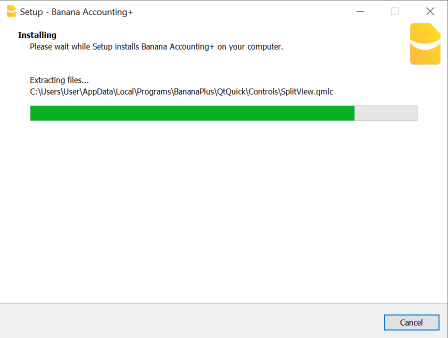 Setup - Banana Accounting+
Installing
Please wait while Setup installs Banana Accounting+ on your computer.
Extracting files...
C:\Users\User\AppData\Local\Programs\BananaPlus\QtQuick\Controls\SplitView.qmlc
Cancel